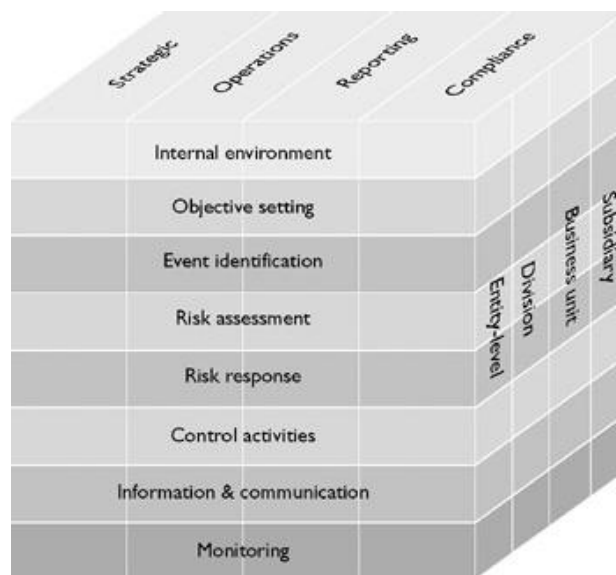 Strategic
Operations
Reporting
Compliance
Internal environment
Objective setting
Event identification
Risk assessment
Risk response
Control activities
Information & communication
Monitoring
Entity-level
Division
Business unit
Subsidiary